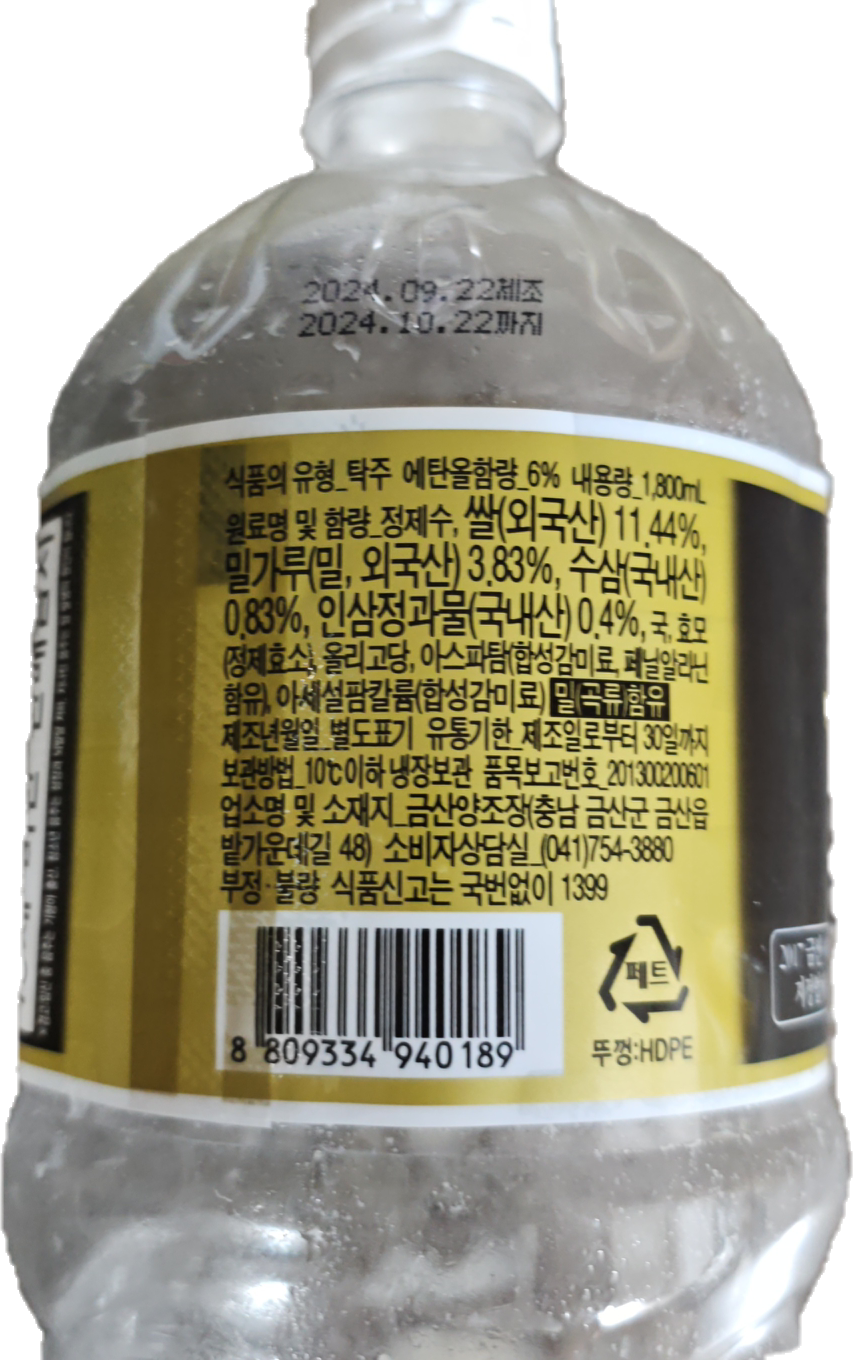 2024.09.22제조
2024.10.22까지
식품의 유형_탁주 에탄올함량_6% 내용량_1,800mL
원료명 및 함량_정제수, 쌀(외국산) 11.44%,
밀가루(밀, 외국산) 3.83%, 수삼(국내산)
0.83%, 인삼정과물(국내산) 0.4%, 국, 효모
(정제효소), 올리고당, 아스파탐(합성감미료, 페닐알라닌
함유), 아세설팜칼륨(합성감미료) 밀(곡류)함유
제조년월일_별도표기 유통기한_제조일로부터 30일까지
보관방법_10℃이하 냉장보관 품목보고번호_201300200601
업소명 및 소재지_금산양조장(충남 금산군 금산읍
밭가운데길 48) 소비자상담실_(041)754-3880
부정·불량 식품신고는 국번없이 1399
8 809334 940189
페트
뚜껑:HDPE